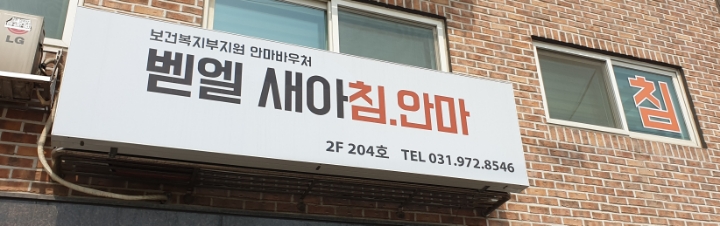 보건복지부지원 안마바우처
벧엘 새아침.안마
2F 204호 TEL 031.972.8546
침
LG